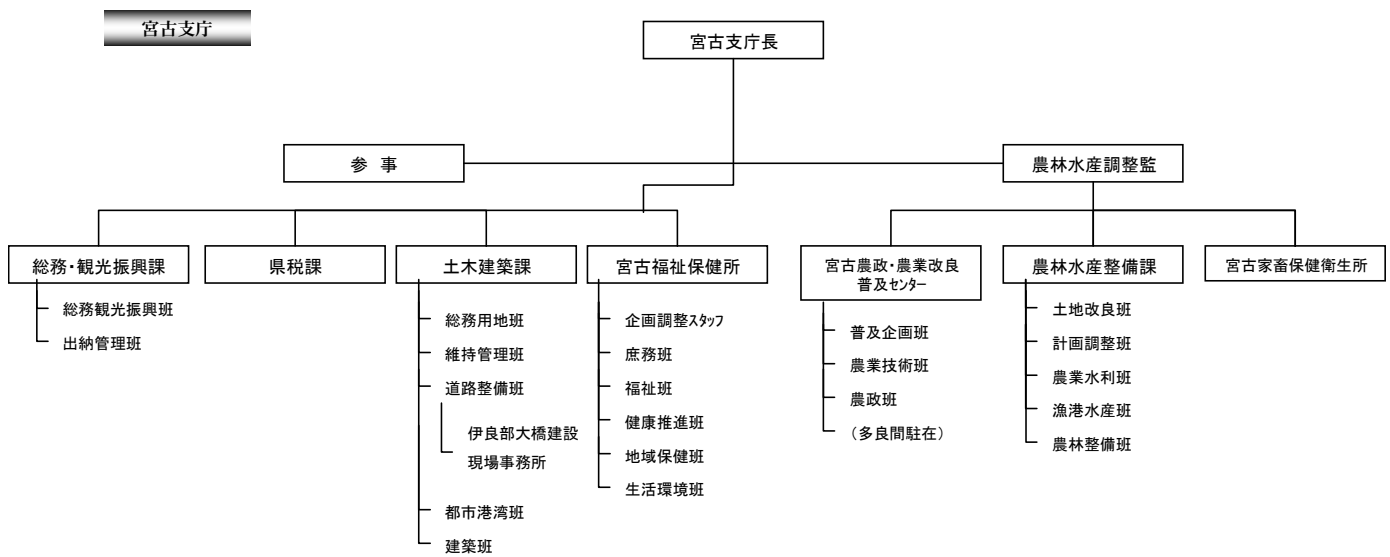 宮古支庁
宮古支庁長
参 事
農林水産調整監
総務・観光振興課
総務観光振興班
出納管理班
県税課
土木建築課
総務用地班
維持管理班
道路整備班
伊良部大橋建設
現場事務所
都市港湾班
建築班
宮古福祉保健所
企画調整ｽﾀｯﾌ
庶務班
福祉班
健康推進班
地域保健班
生活環境班
宮古農政・農業改良
普及ｾﾝﾀｰ
普及企画班
農業技術班
農政班
(多良間駐在)
農林水産整備課
土地改良班
計画調整班
農業水利班
漁港水産班
農林整備班
宮古家畜保健衛生所